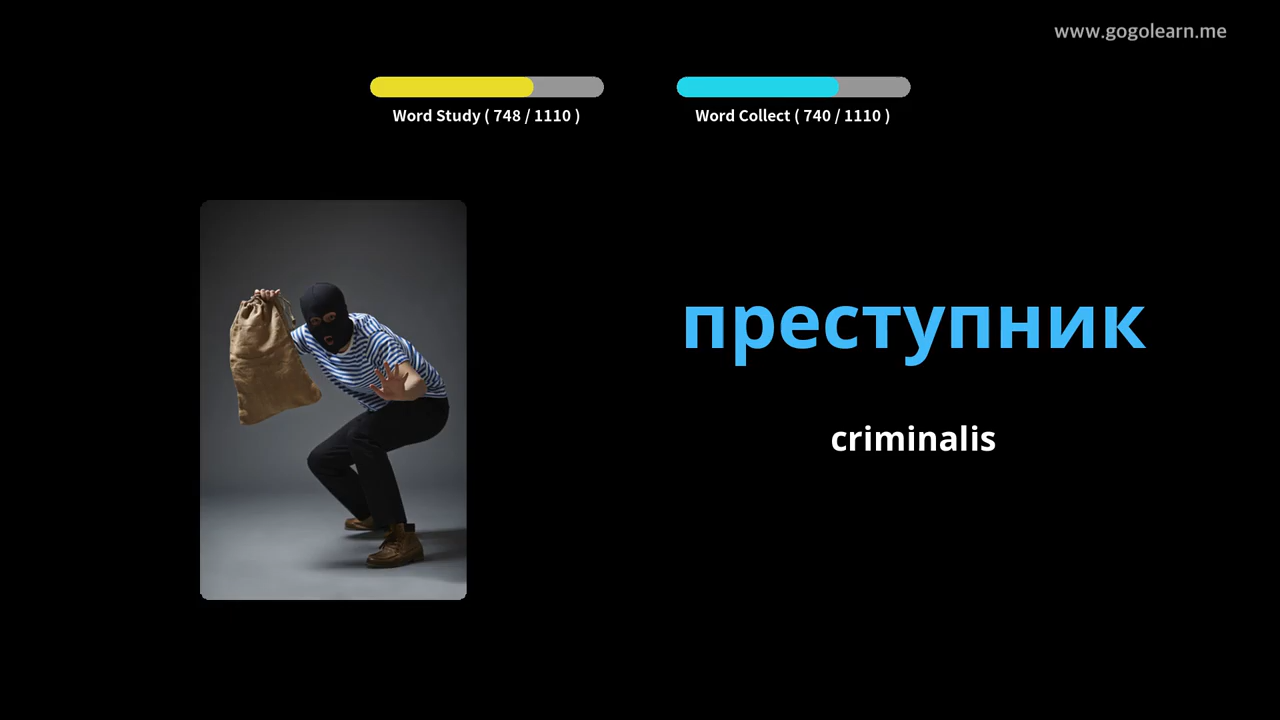 www.gogolearn.me
Word Study ( 748 / 1110 )
Word Collect ( 740 / 1110 )
преступник
criminalis